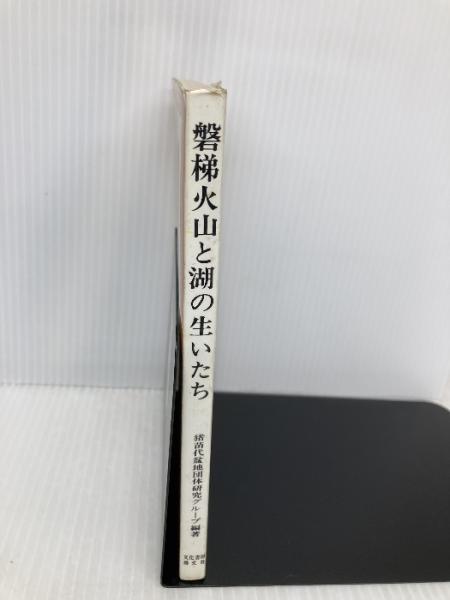 磐梯火山と湖の生いたち
猪苗代盆地団体研究グループ編著